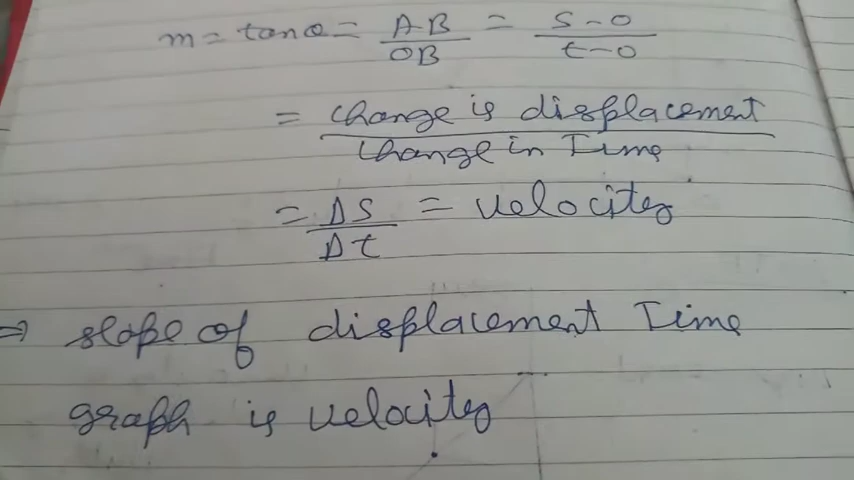 m = tanθ = AB/OB = s-0/t-0
= change is displacement/change in Time
= Δs/Δt = velocity
⇒ slope of displacement Time
graph is velocity